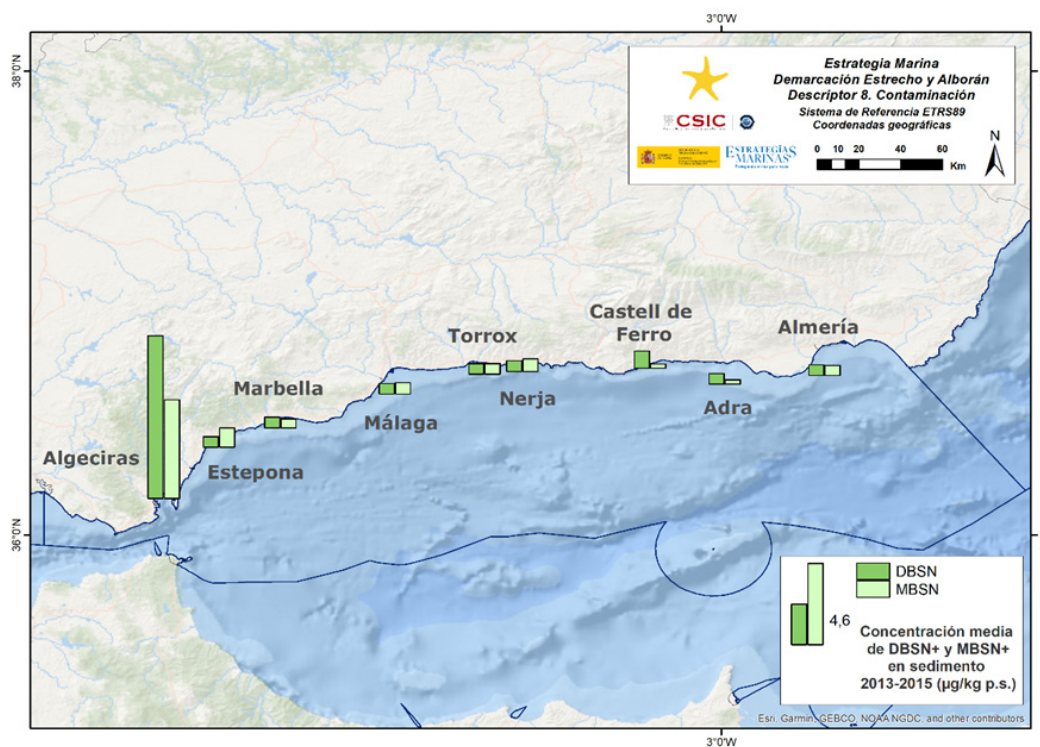 3°0'W
38°0'N
Estrategia Marina
Demarcación Estrecho y Alborán
Descriptor 8. Contaminación
Sistema de Referencia ETRS89
Coordenadas geográficas
CSIC
ESTRATEGIAS
MARINAS
0 10 20 40 60
Km
N
Castell de
Ferro
Almería
Torrox
Marbella
Nerja
Adra
Málaga
Algeciras
Estepona
36°0'N
DBSN
MBSN
4,6
Concentración media
de DBSN+ y MBSN+
en sedimento
2013-2015 (µg/kg p.s.)
Esri, Garmin, GEBCO, NOAA NGDC, and other contributors
3°0'W